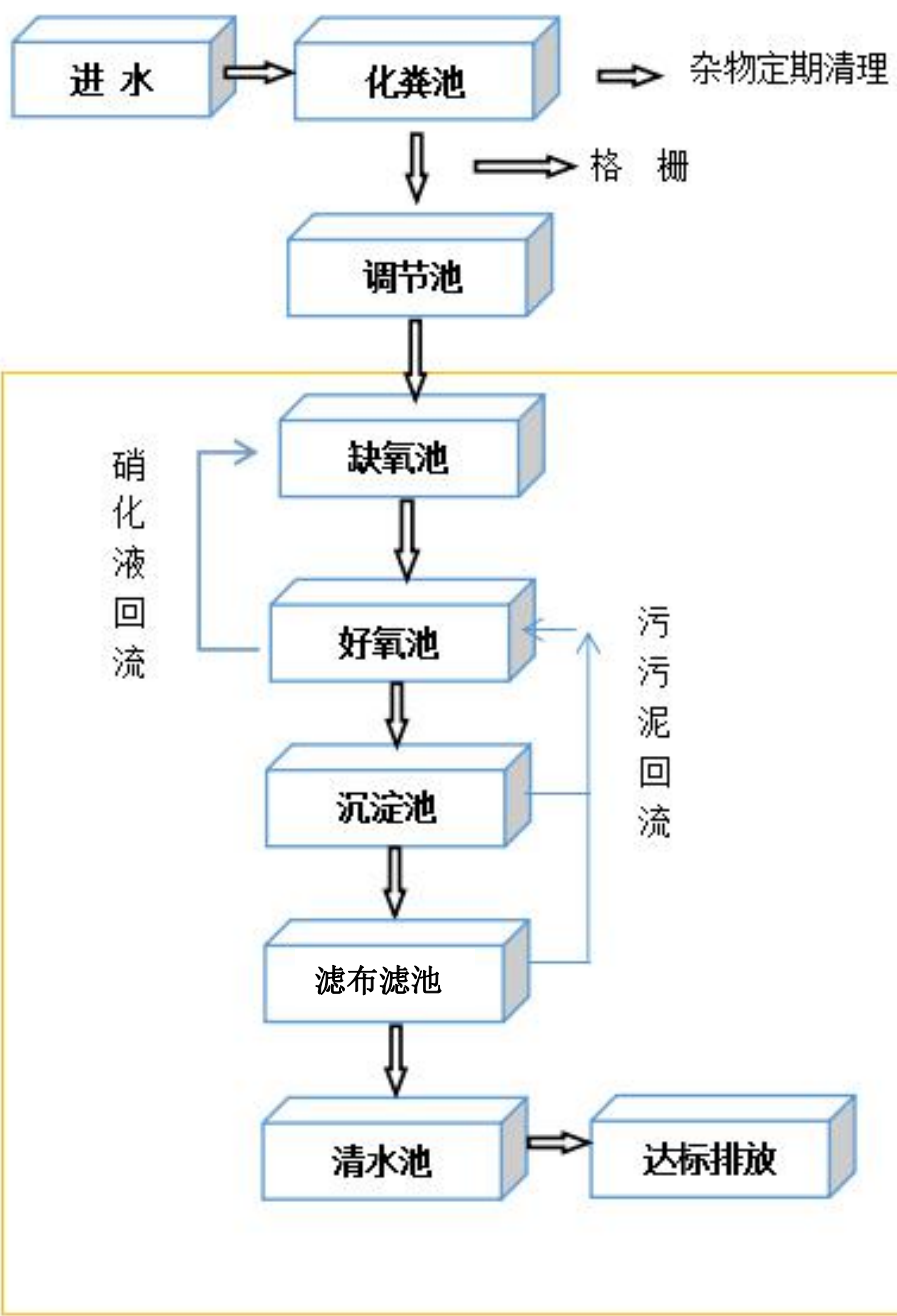 进 水
化粪池
杂物定期清理
格 栅
调节池
缺氧池
硝化液回流
好氧池
污污泥回流
沉淀池
滤布滤池
清水池
达标排放